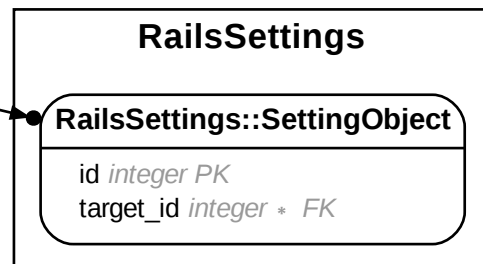 RailsSettings
RailsSettings::SettingObject
id integer PK
target_id integer * FK